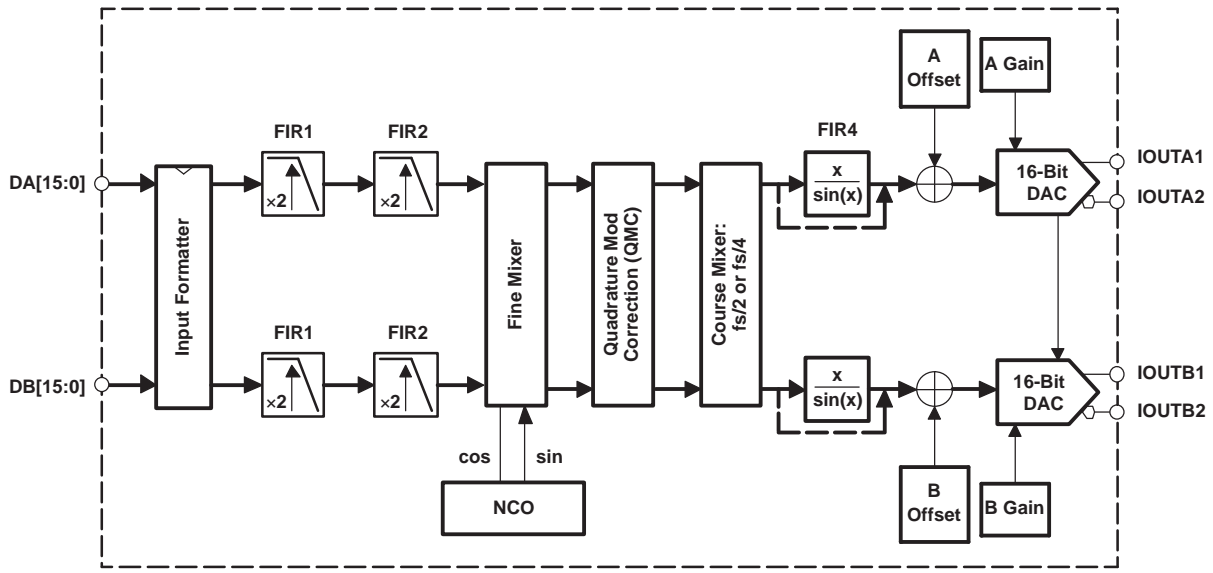 A
Offset
A Gain
FIR1
FIR2
FIR4
DA[15:0]
×2
×2
x
sin(x)
16-Bit
DAC
IOUTA1
IOUTA2
Input Formatter
Fine Mixer
Quadrature Mod
Correction (QMC)
Course Mixer:
fs/2 or fs/4
FIR1
FIR2
DB[15:0]
×2
×2
x
sin(x)
16-Bit
DAC
IOUTB1
IOUTB2
cos
sin
NCO
B
Offset
B Gain